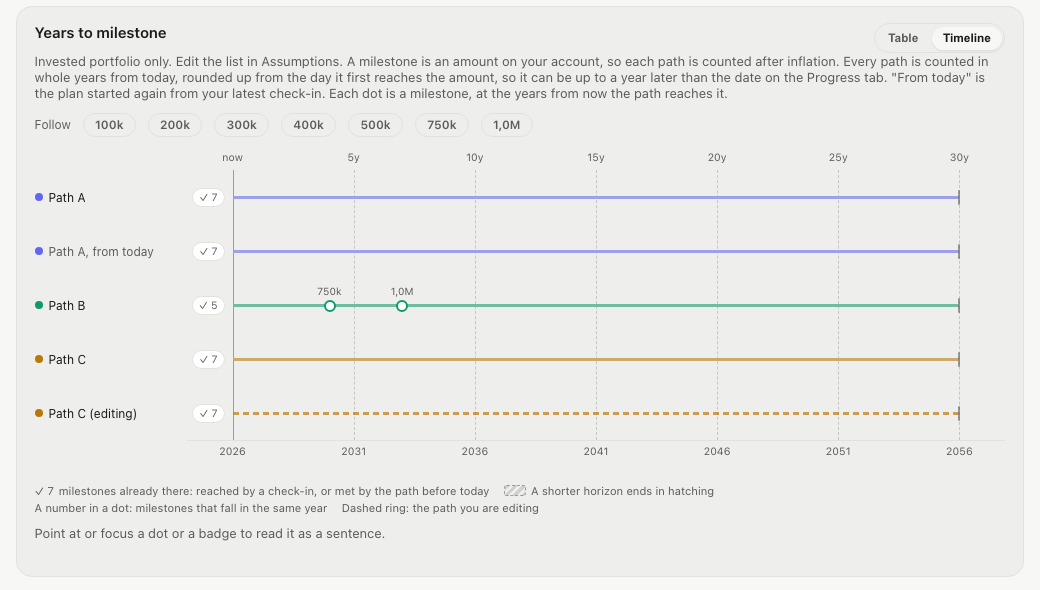 Years to milestone
Table
Timeline
Invested portfolio only. Edit the list in Assumptions. A milestone is an amount on your account, so each path is counted after inflation. Every path is counted in
whole years from today, rounded up from the day it first reaches the amount, so it can be up to a year later than the date on the Progress tab. "From today" is
the plan started again from your latest check-in. Each dot is a milestone, at the years from now the path reaches it.
Follow 100k 200k 300k 400k 500k 750k 1,0M
now 5y 10y 15y 20y 25y 30y
Path A ✓ 7
Path A, from today ✓ 7
750k 1,0M
Path B ✓ 5
Path C ✓ 7
Path C (editing) ✓ 7
2026 2031 2036 2041 2046 2051 2056
✓ 7 milestones already there: reached by a check-in, or met by the path before today A shorter horizon ends in hatching
A number in a dot: milestones that fall in the same year Dashed ring: the path you are editing
Point at or focus a dot or a badge to read it as a sentence.